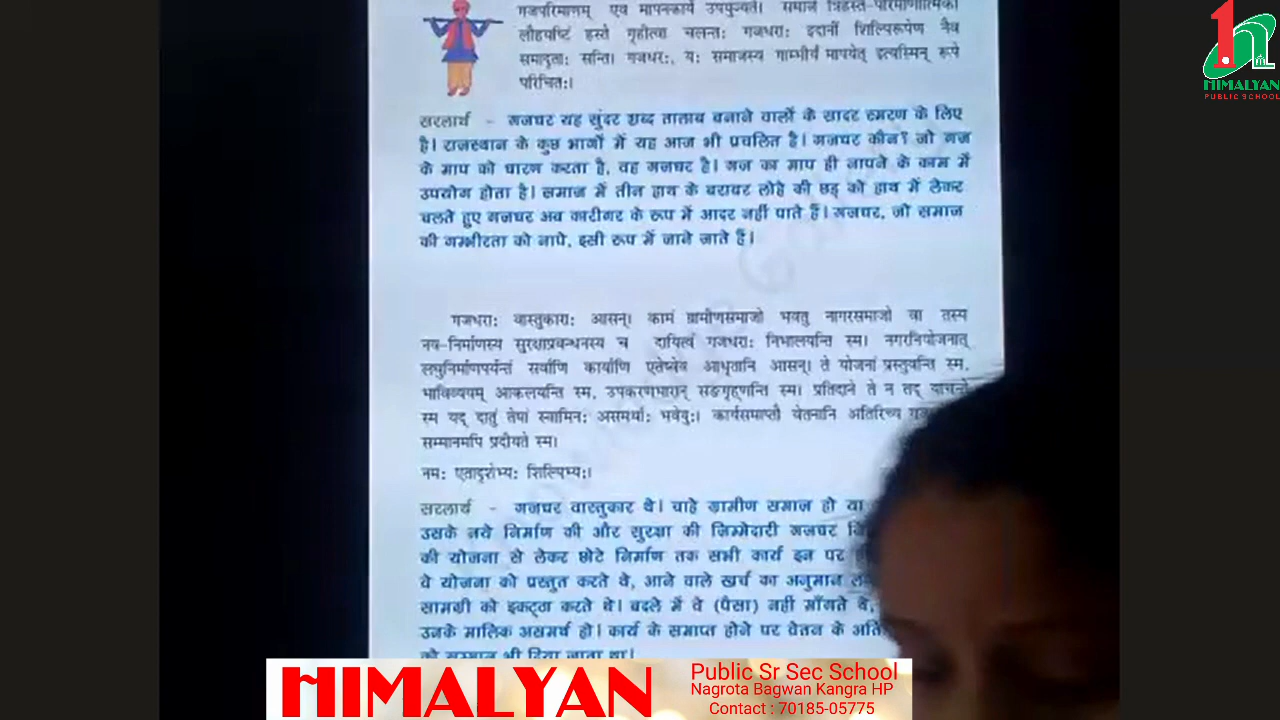 गजपरिमाणम् एव मापनकार्ये उपयुज्यते। समाजे त्रिहस्त-परिमाणात्मिकीं
लौहयष्टिं हस्ते गृहीत्वा चलन्तः गजधराः इदानीं शिल्पिरूपेण नैव
समादृताः सन्ति। गजधरः, यः समाजस्य गाम्भीर्यं मापयेत् इत्यस्मिन् रूपे
परिचितः।
सरलार्थ - गजधर यह सुंदर शब्द तालाब बनाने वालों के सादर स्मरण के लिए
है। राजस्थान के कुछ भागों में यह आज भी प्रचलित है। गजधर कौन? जो गज
के माप को धारण करता है, वह गजधर है। गज का माप ही नापने के काम में
उपयोग होता है। समाज में तीन हाथ के बराबर लोहे की छड़ को हाथ में लेकर
चलते हुए गजधर अब कारीगर के रूप में आदर नहीं पाते हैं। गजधर, जो समाज
की गम्भीरता को नापे, इसी रूप में जाने जाते हैं।
गजधराः वास्तुकाराः आसन्। कामं ग्रामीणसमाजो भवतु नागरसमाजो वा तस्य
नव-निर्माणस्य सुरक्षाप्रबन्धनस्य च दायित्वं गजधराः निभालयन्ति स्म। नगरनियोजनात्
लघुनिर्माणपर्यन्तं सर्वाणि कार्याणि एतेष्वेव आधृतानि आसन्। ते योजनां प्रस्तुवन्ति स्म,
भाविव्ययम् आकलयन्ति स्म, उपकरणभारान् सङ्गृह्णन्ति स्म। प्रतिदाने ते न तद् याचन्ते
स्म यद् दातुं तेषां स्वामिनः असमर्थाः भवेयुः। कार्यसमाप्तौ वेतनानि अतिरिच्य
सम्मानमपि प्रदीयते स्म।
नमः एतादृशेभ्यः शिल्पिभ्यः।
सरलार्थ - गजधर वास्तुकार थे। चाहे ग्रामीण समाज हो या
उसके नये निर्माण की और सुरक्षा की जिम्मेदारी गजधर
की योजना से लेकर छोटे निर्माण तक सभी कार्य इन पर
वे योजना को प्रस्तुत करते थे, आने वाले खर्च का अनुमान
सामग्री को इकट्ठा करते थे। बदले में वे (पैसा) नहीं माँगते थे,
उनके मालिक असमर्थ हो। कार्य के समाप्त होने पर वेतन के
को सम्मान भी दिया जाता था।
HIMALYAN
PUBLIC SCHOOL
HIMALYAN
Public Sr Sec School
Nagrota Bagwan Kangra HP
Contact : 70185-05775